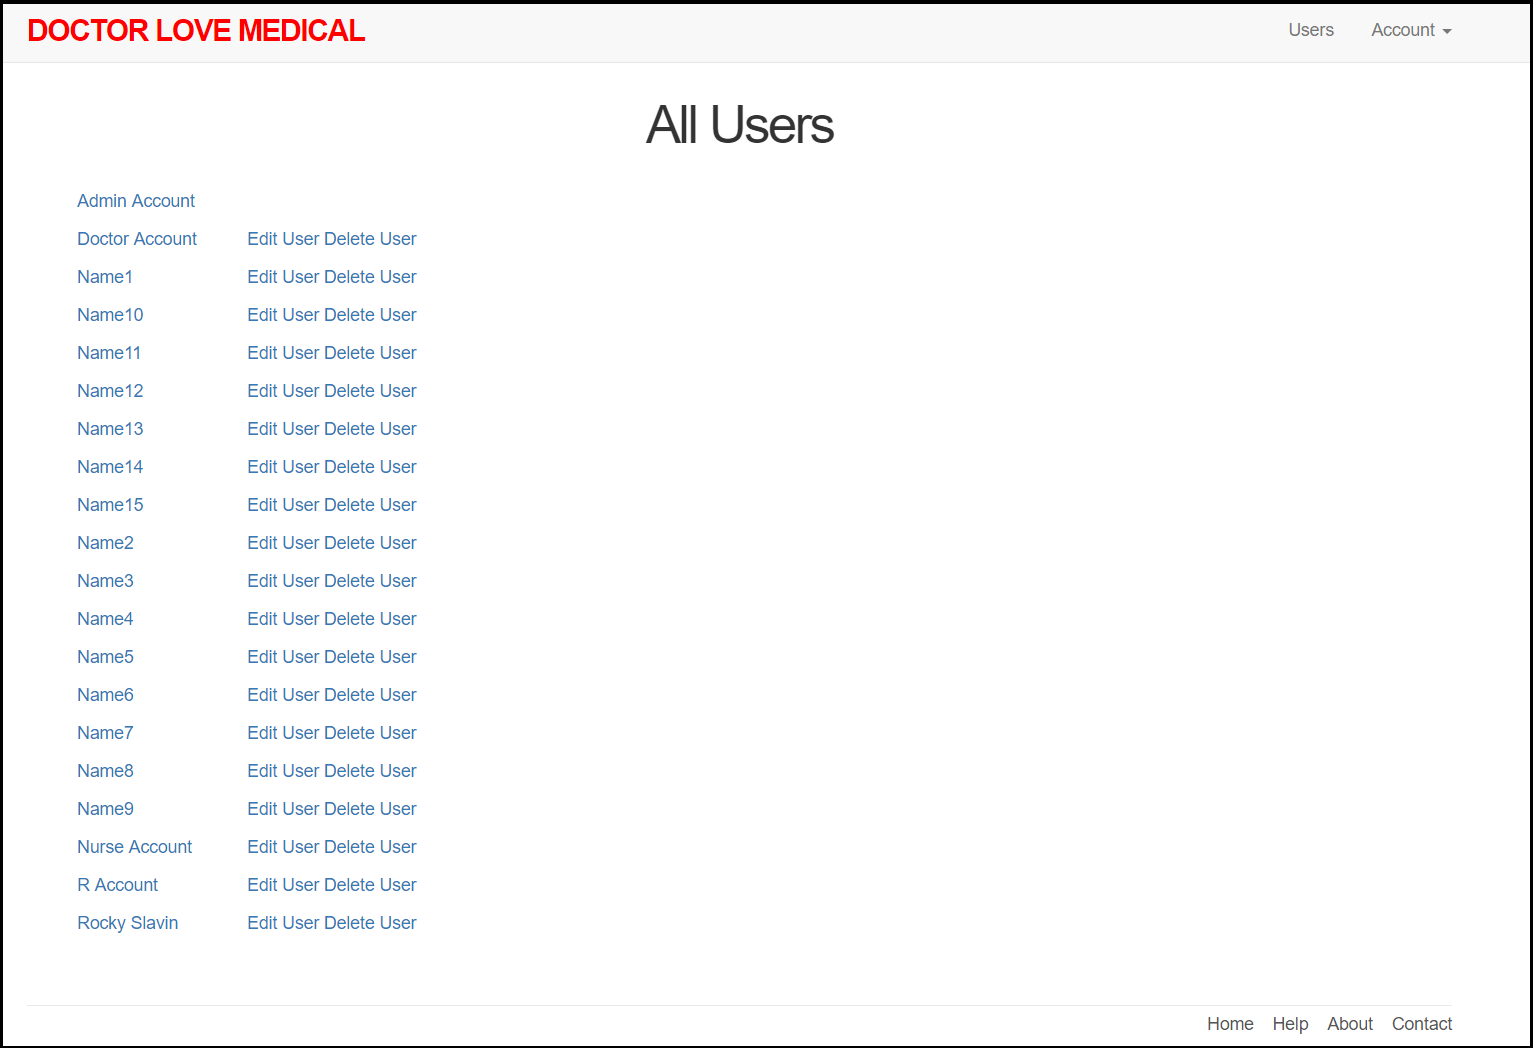 DOCTOR LOVE MEDICAL Users Account
All Users
Admin Account
Doctor Account Edit User Delete User
Name1 Edit User Delete User
Name10 Edit User Delete User
Name11 Edit User Delete User
Name12 Edit User Delete User
Name13 Edit User Delete User
Name14 Edit User Delete User
Name15 Edit User Delete User
Name2 Edit User Delete User
Name3 Edit User Delete User
Name4 Edit User Delete User
Name5 Edit User Delete User
Name6 Edit User Delete User
Name7 Edit User Delete User
Name8 Edit User Delete User
Name9 Edit User Delete User
Nurse Account Edit User Delete User
R Account Edit User Delete User
Rocky Slavin Edit User Delete User
Home Help About Contact